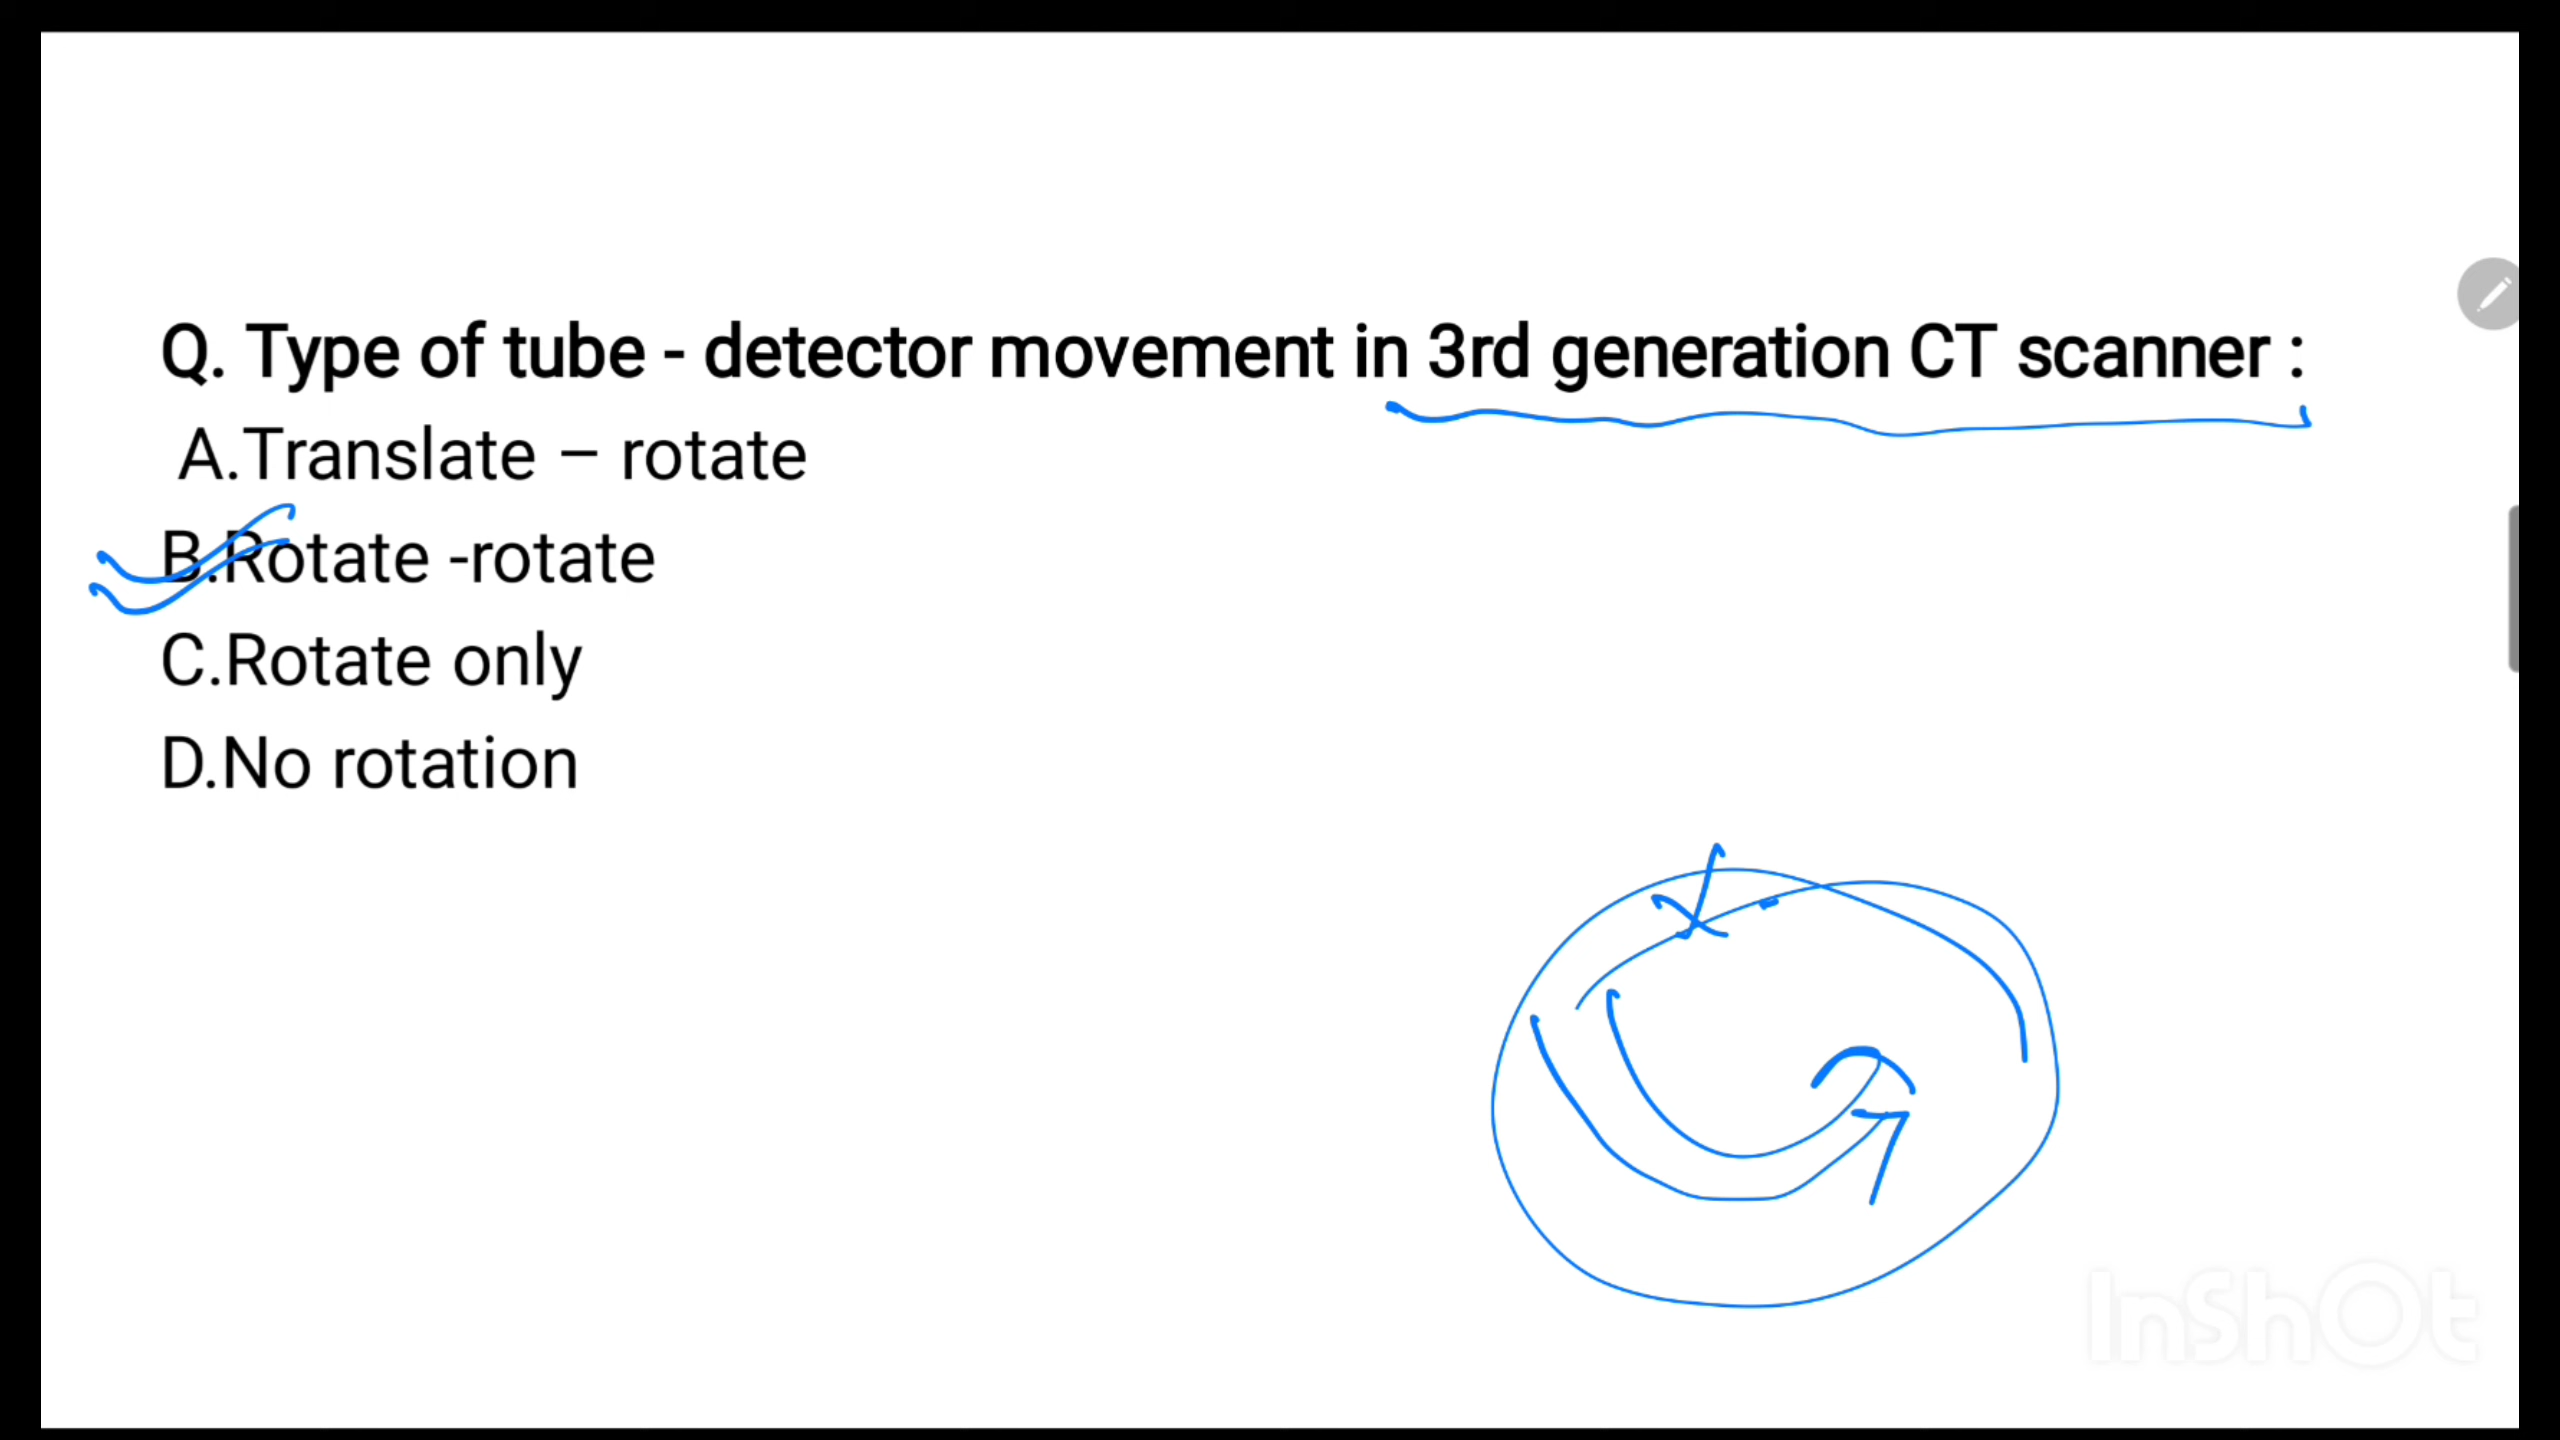 Q. Type of tube - detector movement in 3rd generation CT scanner :
A.Translate – rotate
B.Rotate -rotate
C.Rotate only
D.No rotation
InShOt